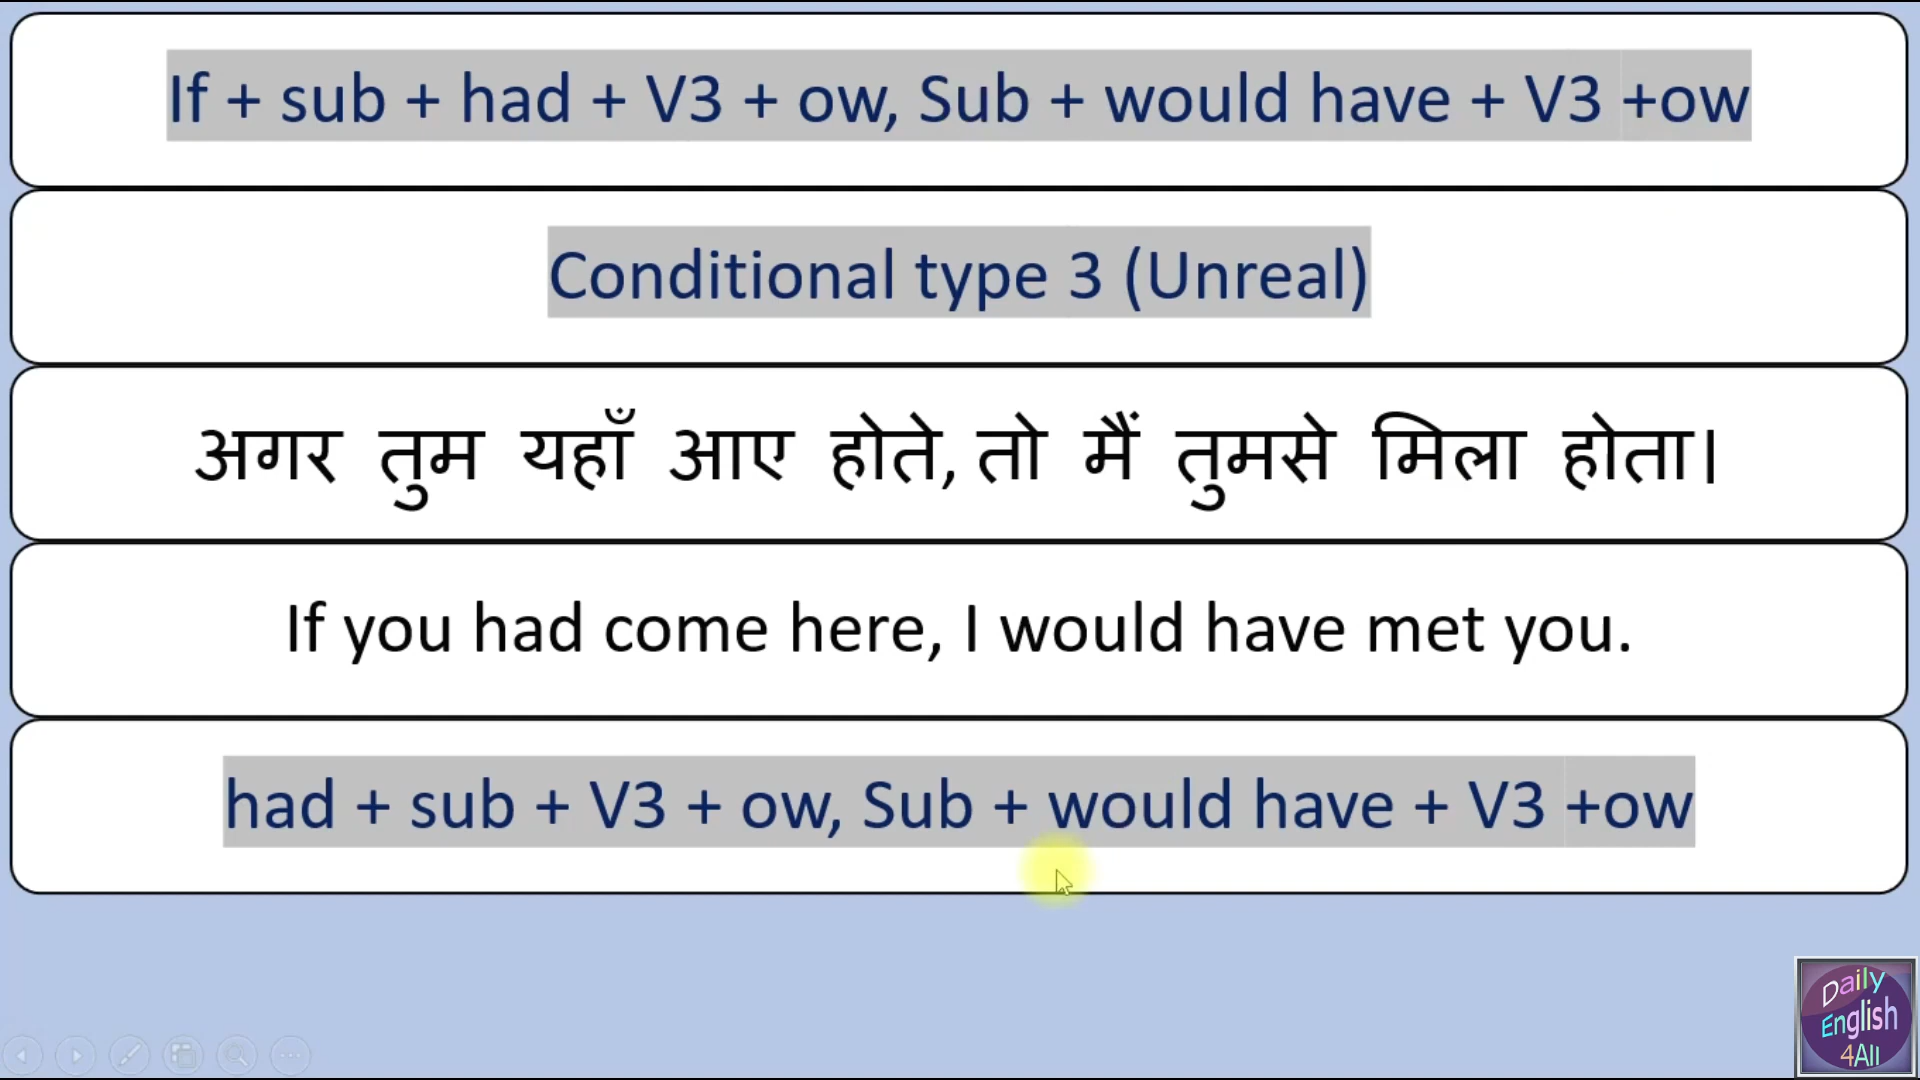 If + sub + had + V3 + ow, Sub + would have + V3 +ow
Conditional type 3 (Unreal)
अगर तुम यहाँ आए होते, तो मैं तुमसे मिला होता।
If you had come here, I would have met you.
had + sub + V3 + ow, Sub + would have + V3 +ow
Daily
English
4All